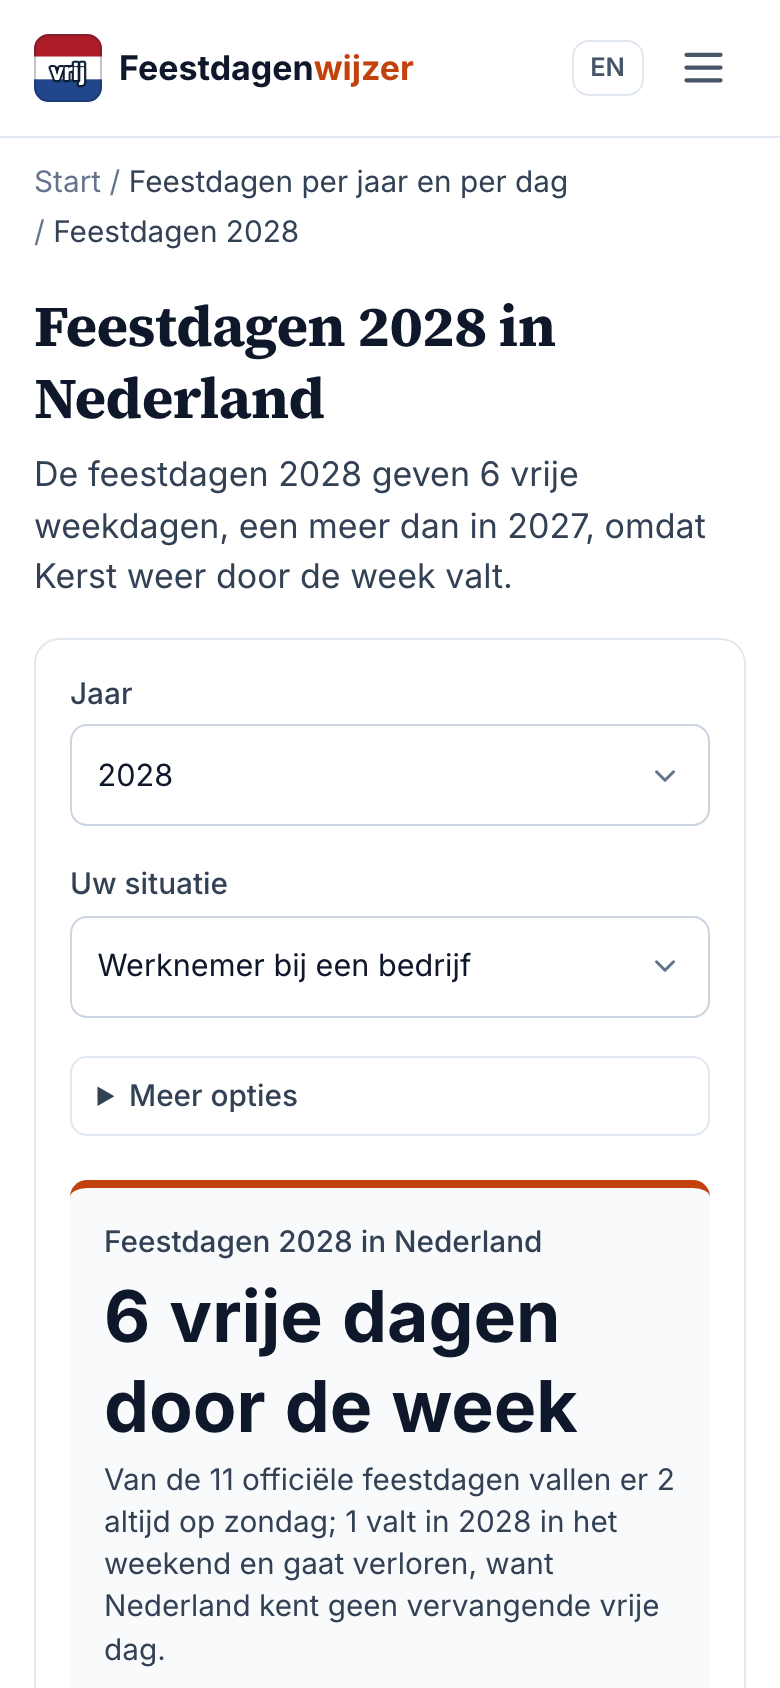 vrij
Feestdagenwijzer
EN
Start / Feestdagen per jaar en per dag
/ Feestdagen 2028
Feestdagen 2028 in
Nederland
De feestdagen 2028 geven 6 vrije
weekdagen, een meer dan in 2027, omdat
Kerst weer door de week valt.
Jaar
2028
Uw situatie
Werknemer bij een bedrijf
Meer opties
Feestdagen 2028 in Nederland
6 vrije dagen
door de week
Van de 11 officiële feestdagen vallen er 2
altijd op zondag; 1 valt in 2028 in het
weekend en gaat verloren, want
Nederland kent geen vervangende vrije
dag.